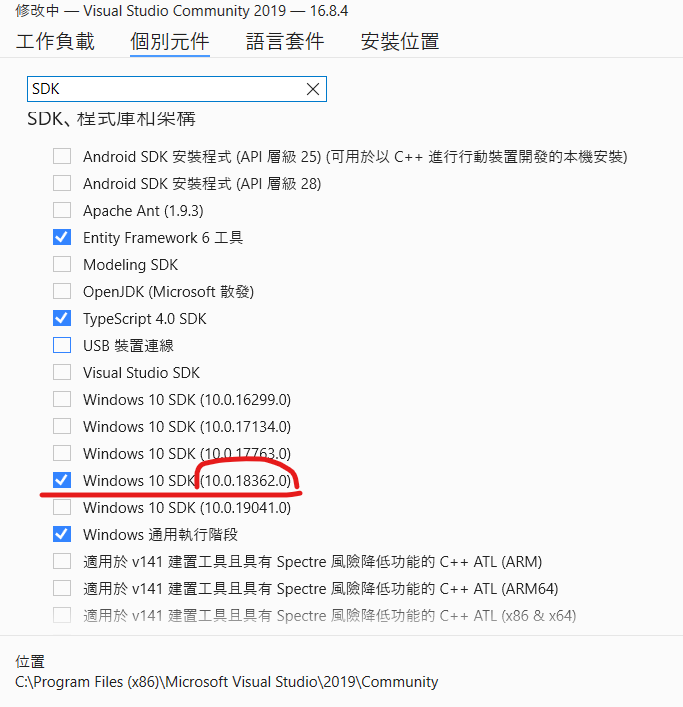 修改中 — Visual Studio Community 2019 — 16.8.4
工作負載 個別元件 語言套件 安裝位置
SDK
SDK、程式庫和架構
Android SDK 安裝程式 (API 層級 25) (可用於以 C++ 進行行動裝置開發的本機安裝)
Android SDK 安裝程式 (API 層級 28)
Apache Ant (1.9.3)
Entity Framework 6 工具
Modeling SDK
OpenJDK (Microsoft 散發)
TypeScript 4.0 SDK
USB 裝置連線
Visual Studio SDK
Windows 10 SDK (10.0.16299.0)
Windows 10 SDK (10.0.17134.0)
Windows 10 SDK (10.0.17763.0)
Windows 10 SDK (10.0.18362.0)
Windows 10 SDK (10.0.19041.0)
Windows 通用執行階段
適用於 v141 建置工具且具有 Spectre 風險降低功能的 C++ ATL (ARM)
適用於 v141 建置工具且具有 Spectre 風險降低功能的 C++ ATL (ARM64)
適用於 v141 建置工具且具有 Spectre 風險降低功能的 C++ ATL (x86 & x64)
位置
C:\Program Files (x86)\Microsoft Visual Studio\2019\Community